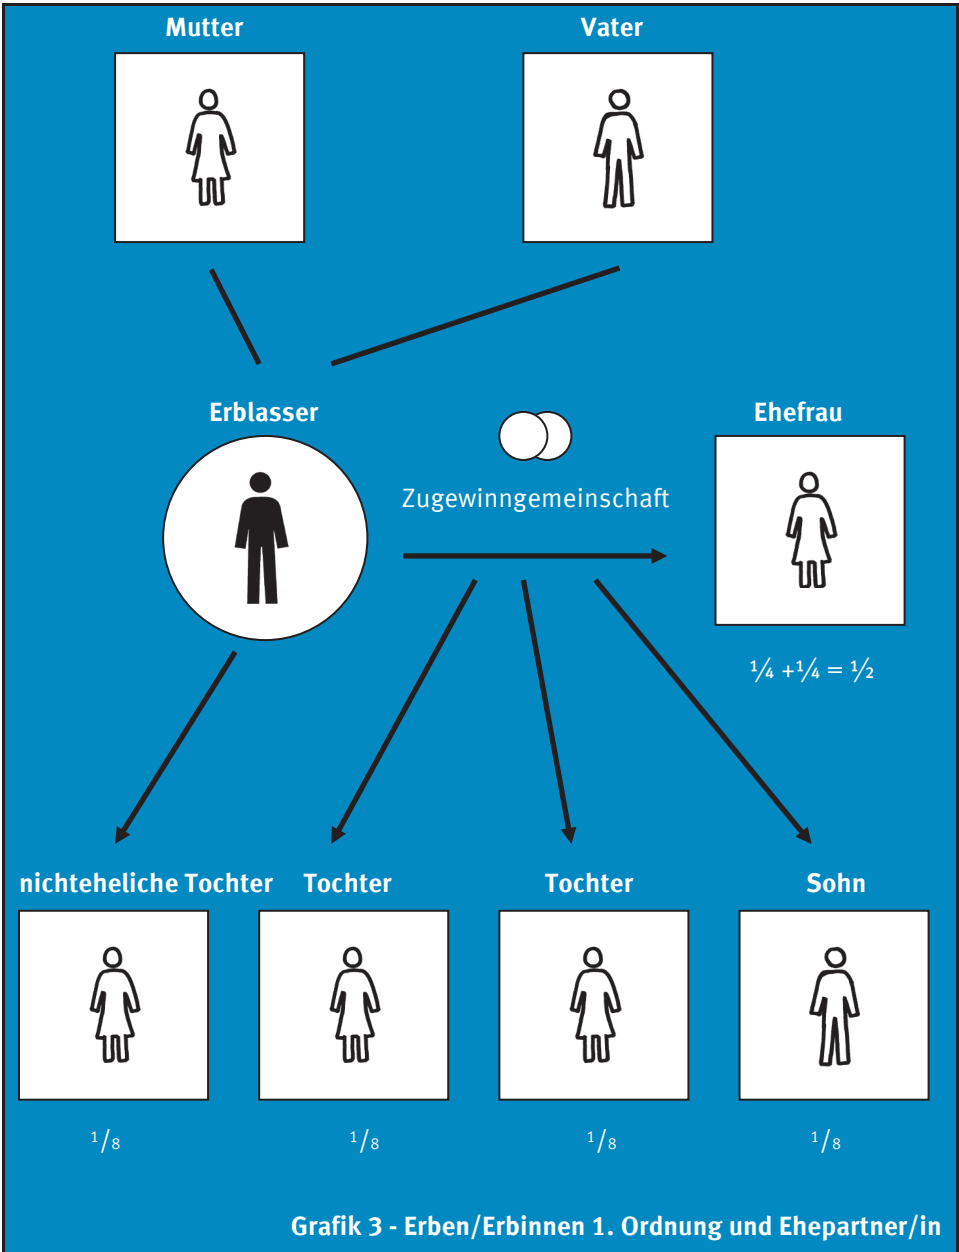 Mutter Vater
Erblasser Ehefrau
Zugewinngemeinschaft
¼ +¼ = ½
nichteheliche Tochter Tochter Tochter Sohn
1/8 1/8 1/8 1/8
Grafik 3 - Erben/Erbinnen 1. Ordnung und Ehepartner/in